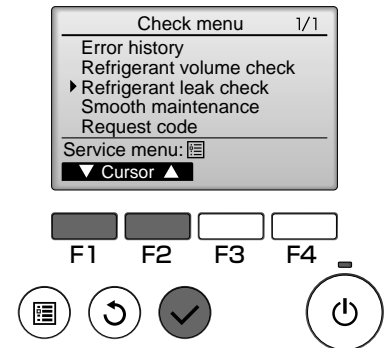 Check menu 1/1
Error history
Refrigerant volume check
Refrigerant leak check
Smooth maintenance
Request code
Service menu:
▼ Cursor ▲
F1 F2 F3 F4